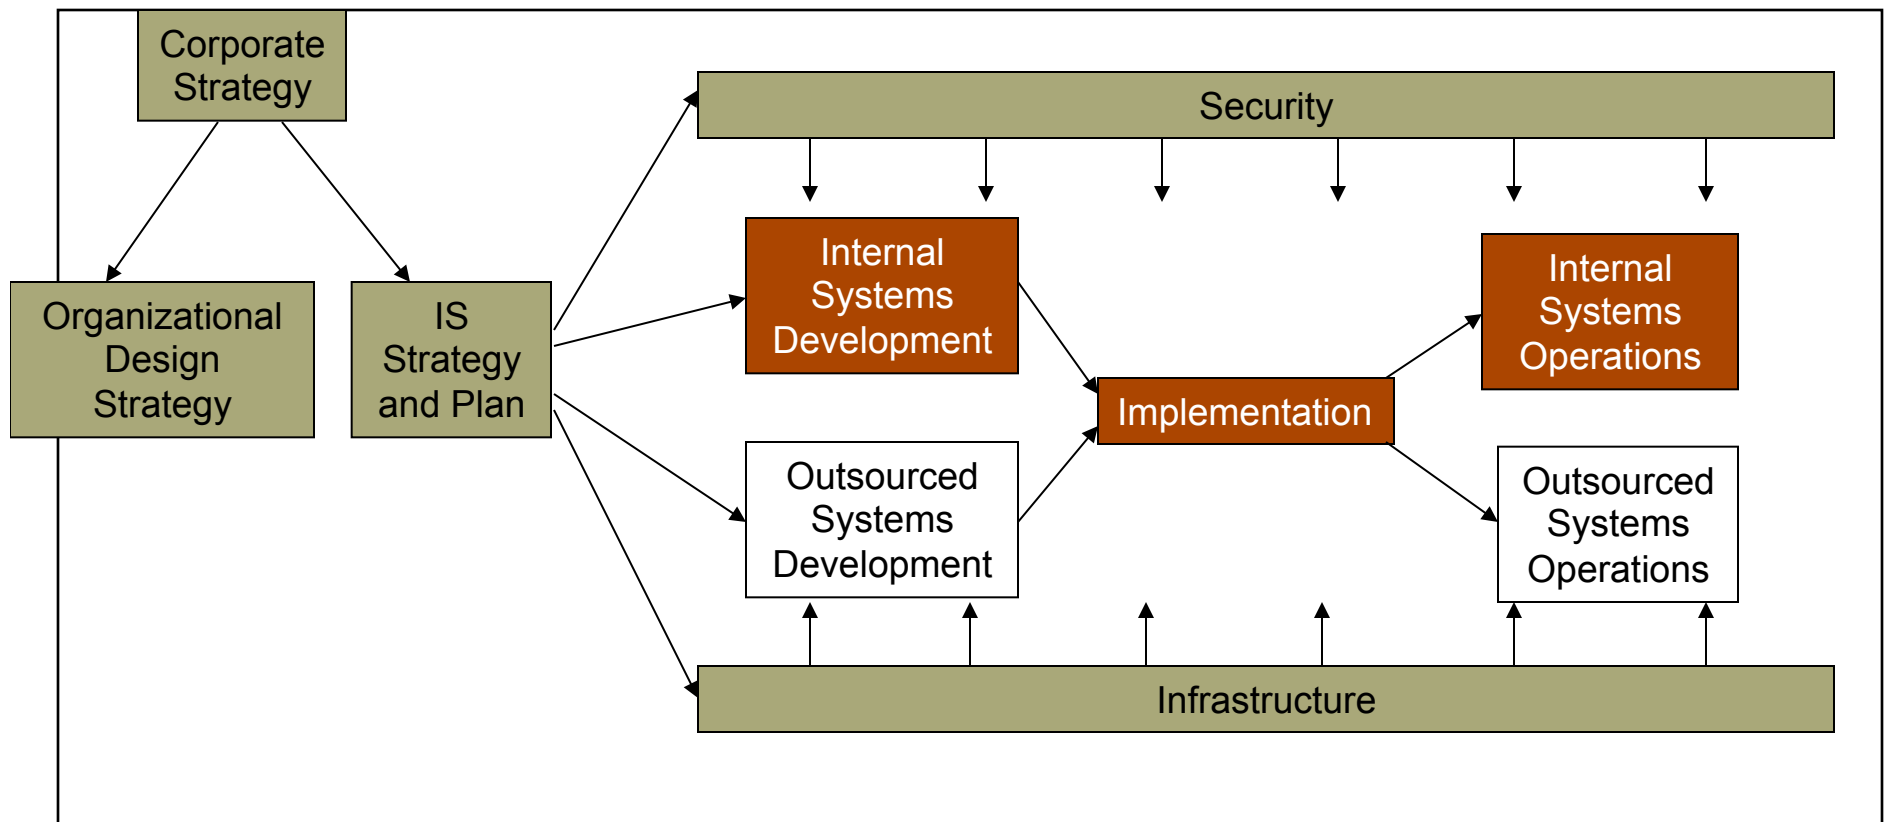 Corporate
Strategy
Security
Organizational
Design
Strategy
IS
Strategy
and Plan
Internal
Systems
Development
Outsourced
Systems
Development
Implementation
Internal
Systems
Operations
Outsourced
Systems
Operations
Infrastructure